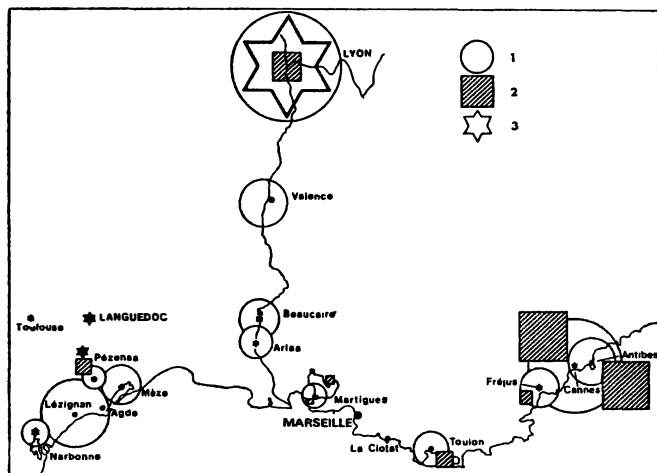 LYON
1
2
3
Valence
Beaucaire
Arles
Toulouse
LANGUEDOC
Pézenas
Mèze
Lézignan
Agde
Narbonne
Martigues
MARSEILLE
La Ciotat
Toulon
Fréjus
Cannes
Antibes